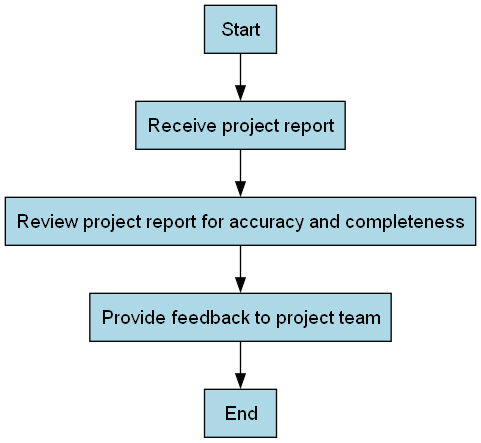 Start
Receive project report
Review project report for accuracy and completeness
Provide feedback to project team
End